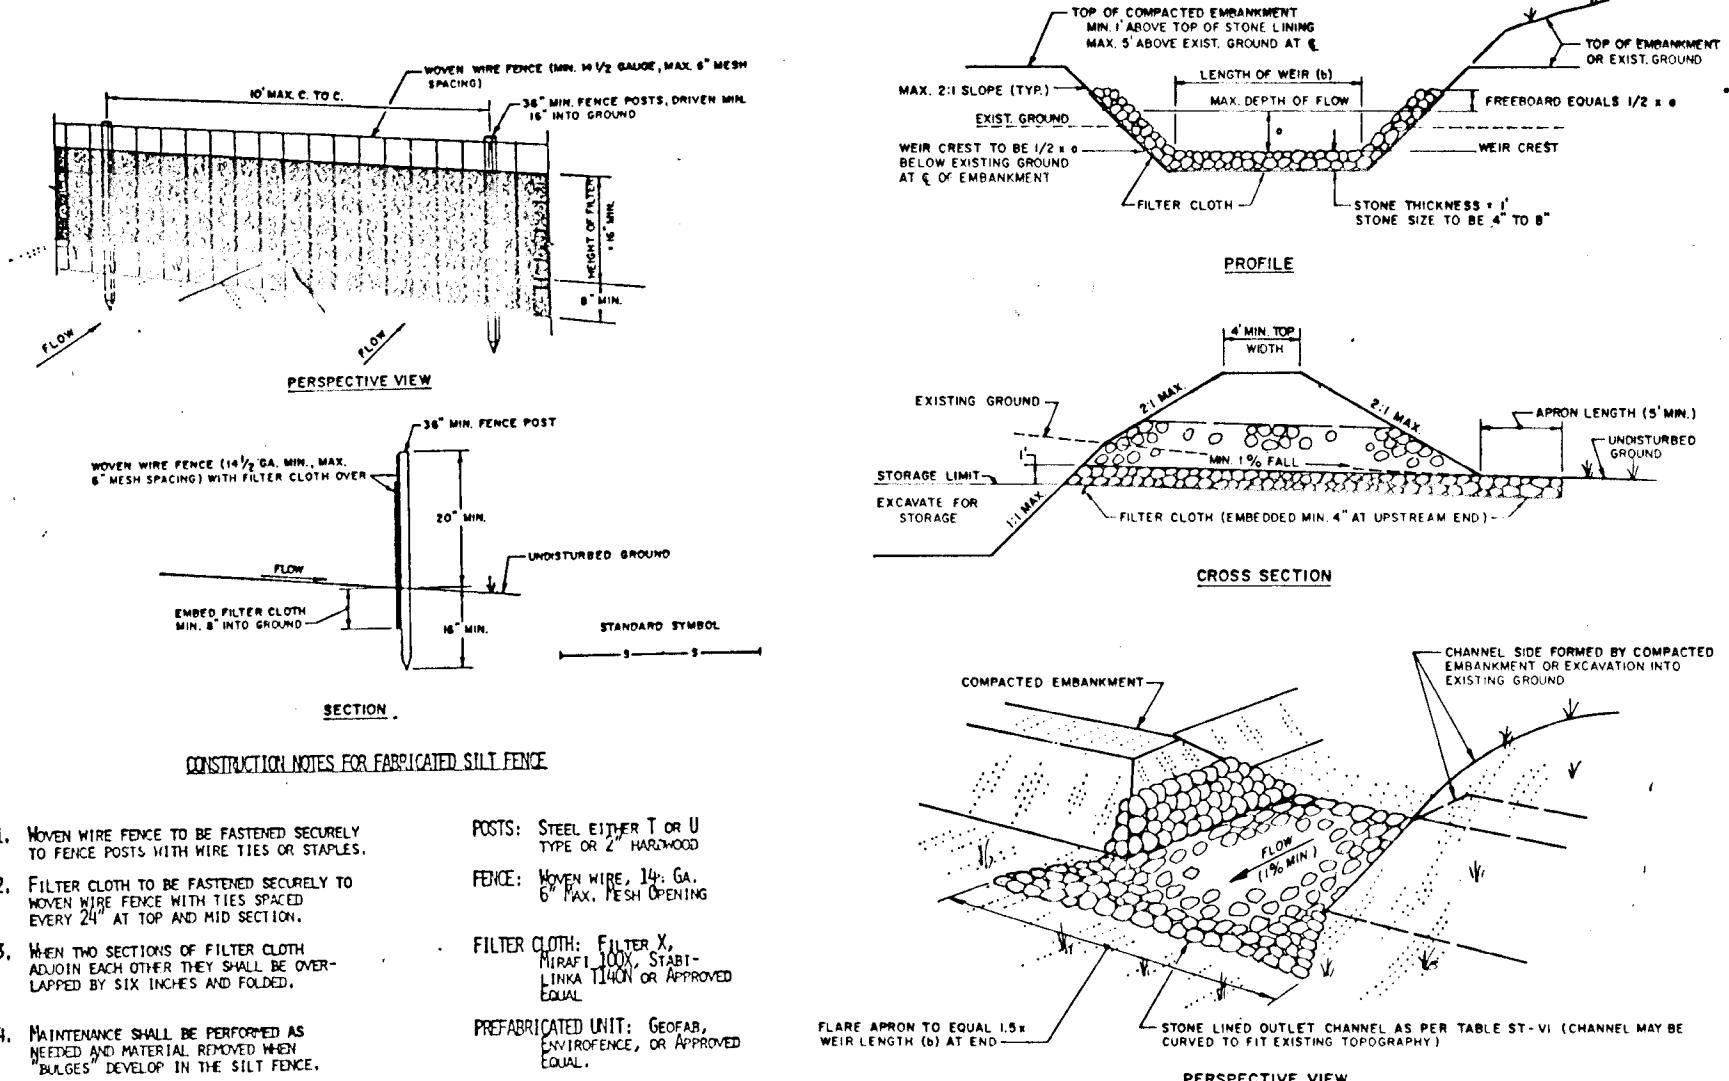 WOVEN WIRE FENCE (MIN. 14 1/2 GAUGE, MAX. 6" MESH
SPACING)
10' MAX. C. TO C.
36" MIN. FENCE POSTS, DRIVEN MIN.
16" INTO GROUND
HEIGHT OF FILTER
= 16" MIN.
8" MIN.
FLOW
FLOW
PERSPECTIVE VIEW
36" MIN. FENCE POST
WOVEN WIRE FENCE (14 1/2 GA. MIN., MAX.
6" MESH SPACING) WITH FILTER CLOTH OVER
20" MIN.
UNDISTURBED GROUND
FLOW
EMBED FILTER CLOTH
MIN. 8" INTO GROUND
16" MIN.
STANDARD SYMBOL
S S
SECTION
CONSTRUCTION NOTES FOR FABRICATED SILT FENCE
1. WOVEN WIRE FENCE TO BE FASTENED SECURELY
TO FENCE POSTS WITH WIRE TIES OR STAPLES.
2. FILTER CLOTH TO BE FASTENED SECURELY TO
WOVEN WIRE FENCE WITH TIES SPACED
EVERY 24" AT TOP AND MID SECTION.
3. WHEN TWO SECTIONS OF FILTER CLOTH
ADJOIN EACH OTHER THEY SHALL BE OVER-
LAPPED BY SIX INCHES AND FOLDED.
4. MAINTENANCE SHALL BE PERFORMED AS
NEEDED AND MATERIAL REMOVED WHEN
"BULGES" DEVELOP IN THE SILT FENCE.
POSTS: STEEL EITHER T OR U
TYPE OR 2" HARDWOOD
FENCE: WOVEN WIRE, GA.
6" MAX. MESH OPENING
FILTER CLOTH: FILTER X,
MIRAFI 100X, STABI-
LINKA T140N OR APPROVED
EQUAL
PREFABRICATED UNIT: GEOFAB,
ENVIROFENCE, OR APPROVED
EQUAL.
TOP OF COMPACTED EMBANKMENT
MIN. 1' ABOVE TOP OF STONE LINING
MAX. 5' ABOVE EXIST. GROUND AT ℄
TOP OF EMBANKMENT
OR EXIST. GROUND
LENGTH OF WEIR (b)
MAX. 2:1 SLOPE (TYP.)
MAX. DEPTH OF FLOW
FREEBOARD EQUALS 1/2 x
EXIST. GROUND
WEIR CREST TO BE 1/2 x
BELOW EXISTING GROUND
AT ℄ OF EMBANKMENT
WEIR CREST
FILTER CLOTH
STONE THICKNESS = 1'
STONE SIZE TO BE 4" TO 8"
PROFILE
4' MIN. TOP
WIDTH
EXISTING GROUND
2:1 MAX.
2:1 MAX.
APRON LENGTH (5' MIN.)
UNDISTURBED
GROUND
1'
MIN. 1% FALL
STORAGE LIMIT
EXCAVATE FOR
STORAGE
1:1 MAX.
FILTER CLOTH (EMBEDDED MIN. 4" AT UPSTREAM END)
CROSS SECTION
CHANNEL SIDE FORMED BY COMPACTED
EMBANKMENT OR EXCAVATION INTO
EXISTING GROUND
COMPACTED EMBANKMENT
FLOW
(1% MIN.)
FLARE APRON TO EQUAL 1.5x
WEIR LENGTH (b) AT END
STONE LINED OUTLET CHANNEL AS PER TABLE ST-VI (CHANNEL MAY BE
CURVED TO FIT EXISTING TOPOGRAPHY)
PERSPECTIVE VIEW